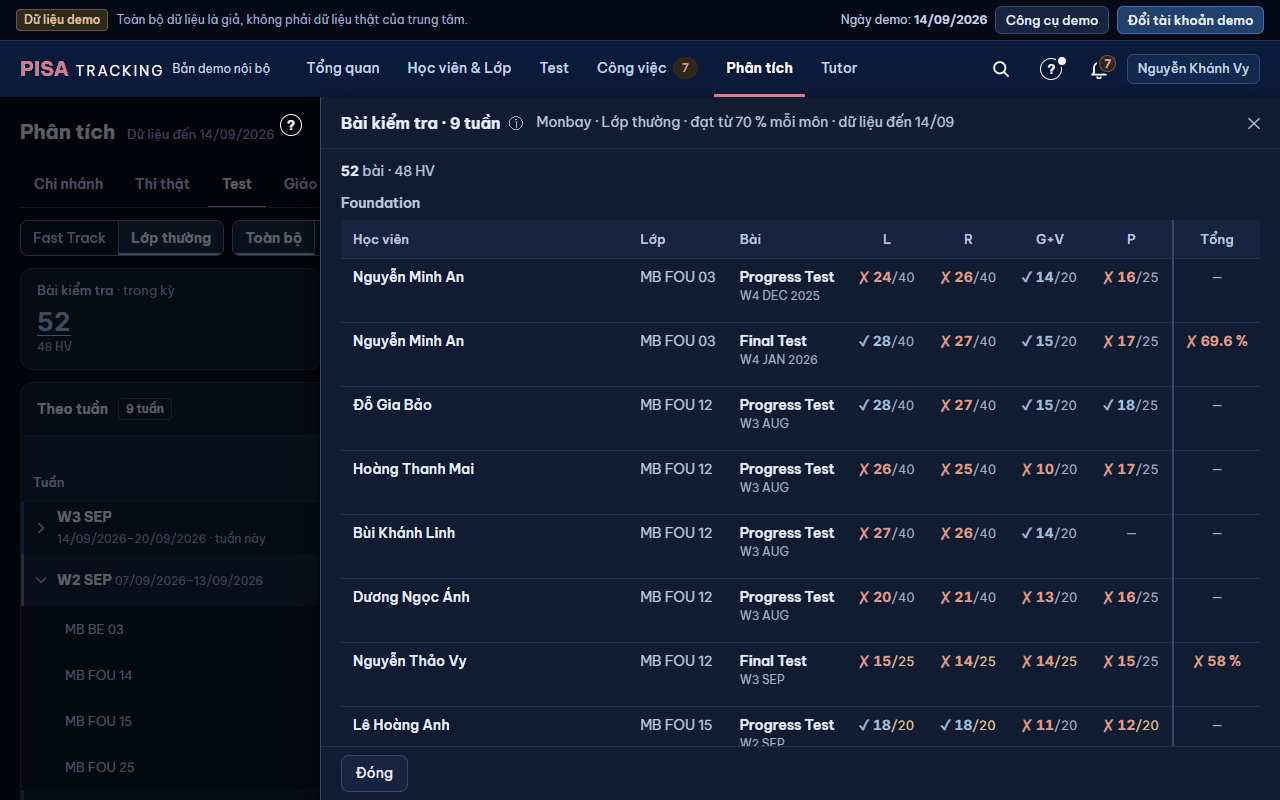 Dữ liệu demo Toàn bộ dữ liệu là giả, không phải dữ liệu thật của trung tâm. Ngày demo: 14/09/2026 Công cụ demo Đổi tài khoản demo
PISA TRACKING Bản demo nội bộ Tổng quan Học viên & Lớp Test Công việc 7 Phân tích Tutor ? 7 Nguyễn Khánh Vy
Phân tích Dữ liệu đến 14/09/2026 ?
Chi nhánh Thi thật Test Giáo
Fast Track Lớp thường Toàn bộ
Bài kiểm tra · trong kỳ
52
48 HV
Theo tuần 9 tuần
Tuần
W3 SEP
14/09/2026–20/09/2026 · tuần này
W2 SEP 07/09/2026–13/09/2026
MB BE 03
MB FOU 14
MB FOU 15
MB FOU 25
Bài kiểm tra · 9 tuần ⓘ Monbay · Lớp thường · đạt từ 70 % mỗi môn · dữ liệu đến 14/09
52 bài · 48 HV
Foundation
Học viên Lớp Bài L R G+V P Tổng
Nguyễn Minh An MB FOU 03 Progress Test ✗ 24/40 ✗ 26/40 ✓ 14/20 ✗ 16/25 –
W4 DEC 2025
Nguyễn Minh An MB FOU 03 Final Test ✓ 28/40 ✗ 27/40 ✓ 15/20 ✗ 17/25 ✗ 69.6 %
W4 JAN 2026
Đỗ Gia Bảo MB FOU 12 Progress Test ✓ 28/40 ✗ 27/40 ✓ 15/20 ✓ 18/25 –
W3 AUG
Hoàng Thanh Mai MB FOU 12 Progress Test ✗ 26/40 ✗ 25/40 ✗ 10/20 ✗ 17/25 –
W3 AUG
Bùi Khánh Linh MB FOU 12 Progress Test ✗ 27/40 ✗ 26/40 ✓ 14/20 – –
W3 AUG
Dương Ngọc Ánh MB FOU 12 Progress Test ✗ 20/40 ✗ 21/40 ✗ 13/20 ✗ 16/25 –
W3 AUG
Nguyễn Thảo Vy MB FOU 12 Final Test ✗ 15/25 ✗ 14/25 ✗ 14/25 ✗ 15/25 ✗ 58 %
W3 SEP
Lê Hoàng Anh MB FOU 15 Progress Test ✓ 18/20 ✓ 18/20 ✗ 11/20 ✗ 12/20 –
W2 SEP
Đóng